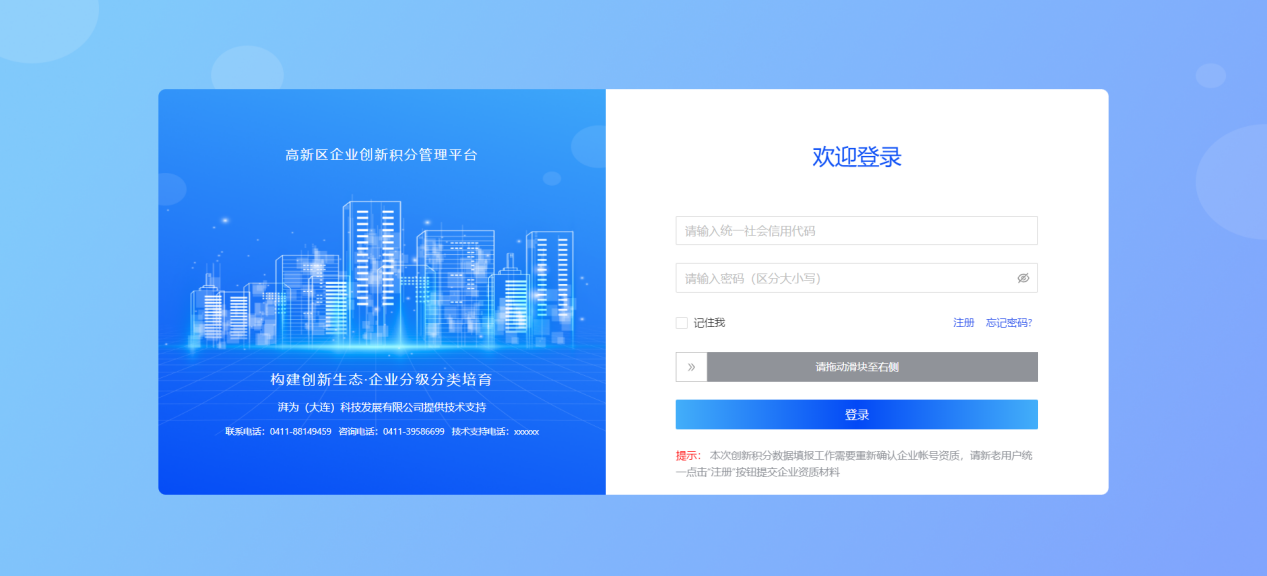 高新区企业创新积分管理平台
构建创新生态·企业分级分类培育
湃为（大连）科技发展有限公司提供技术支持
联系电话：0411-88149459 咨询电话：0411-39586699 技术支持电话：xxxxxx
欢迎登录
请输入统一社会信用代码
请输入密码（区分大小写）
记住我 注册 忘记密码?
» 请拖动滑块至右侧
登录
提示： 本次创新积分数据填报工作需要重新确认企业帐号资质，请新老用户统
一点击“注册”按钮提交企业资质材料